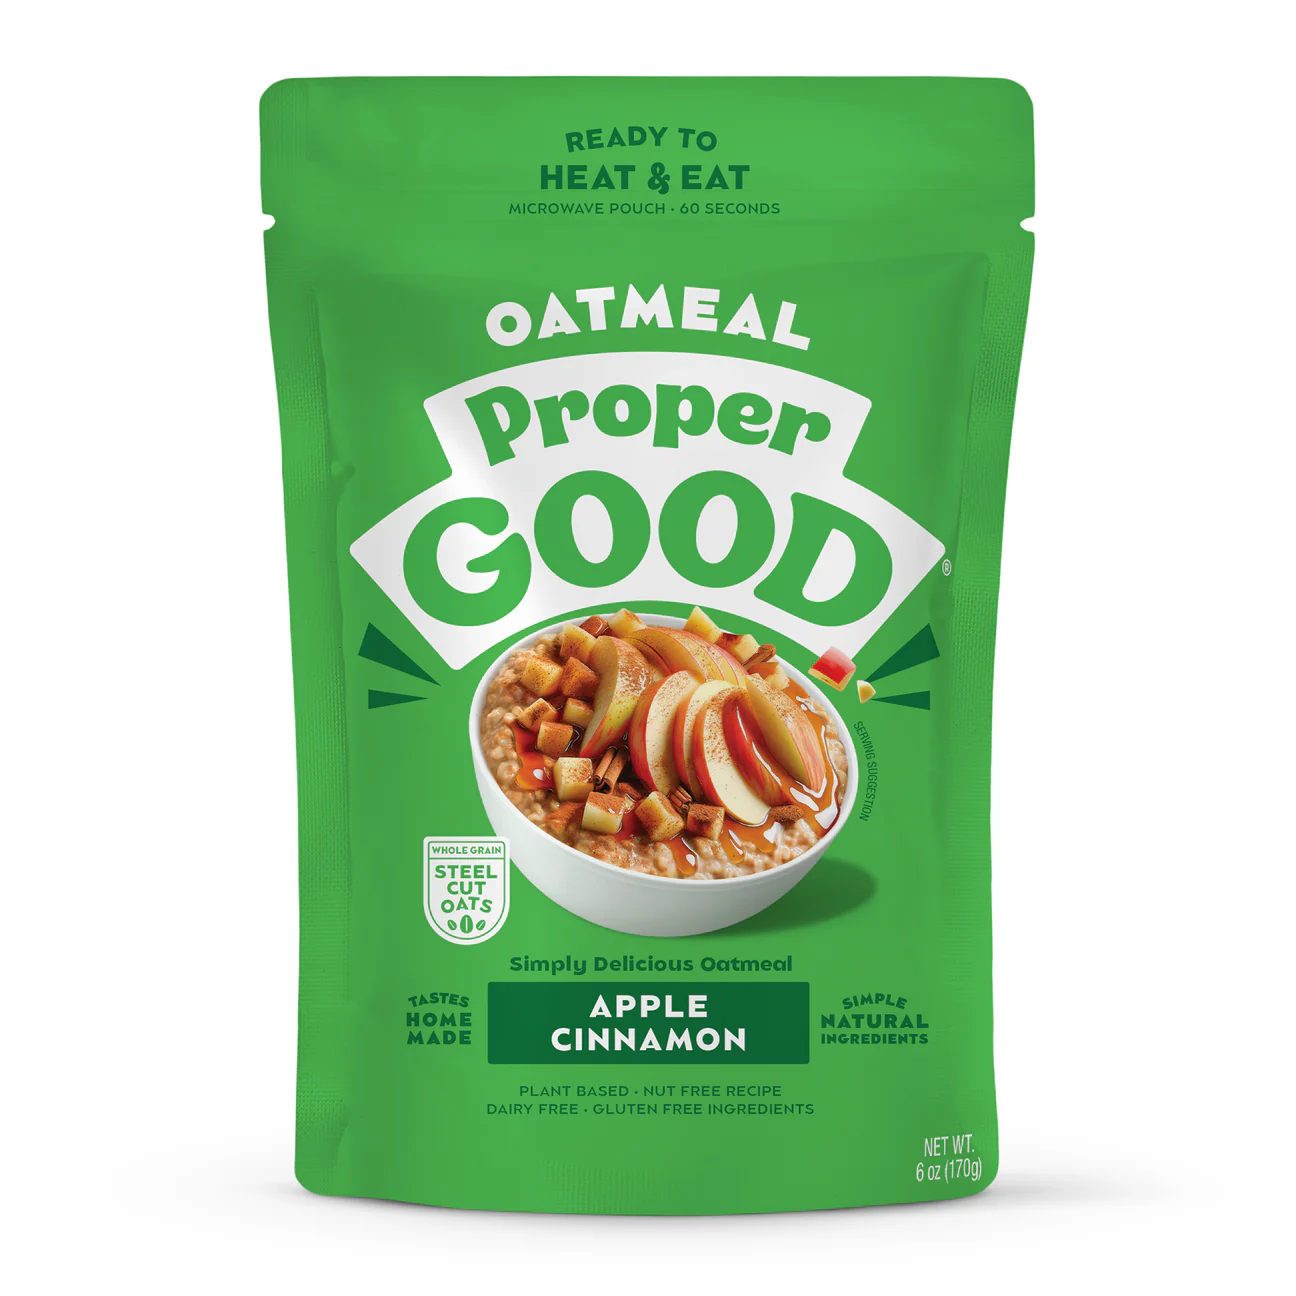 READY TO
HEAT & EAT
MICROWAVE POUCH · 60 SECONDS
OATMEAL
Proper
GOOD®
SERVING SUGGESTION
WHOLE GRAIN
STEEL
CUT
OATS
Simply Delicious Oatmeal
APPLE
CINNAMON
TASTES
HOME
MADE
SIMPLE
NATURAL
INGREDIENTS
PLANT BASED · NUT FREE RECIPE
DAIRY FREE · GLUTEN FREE INGREDIENTS
NET WT.
6 oz (170g)